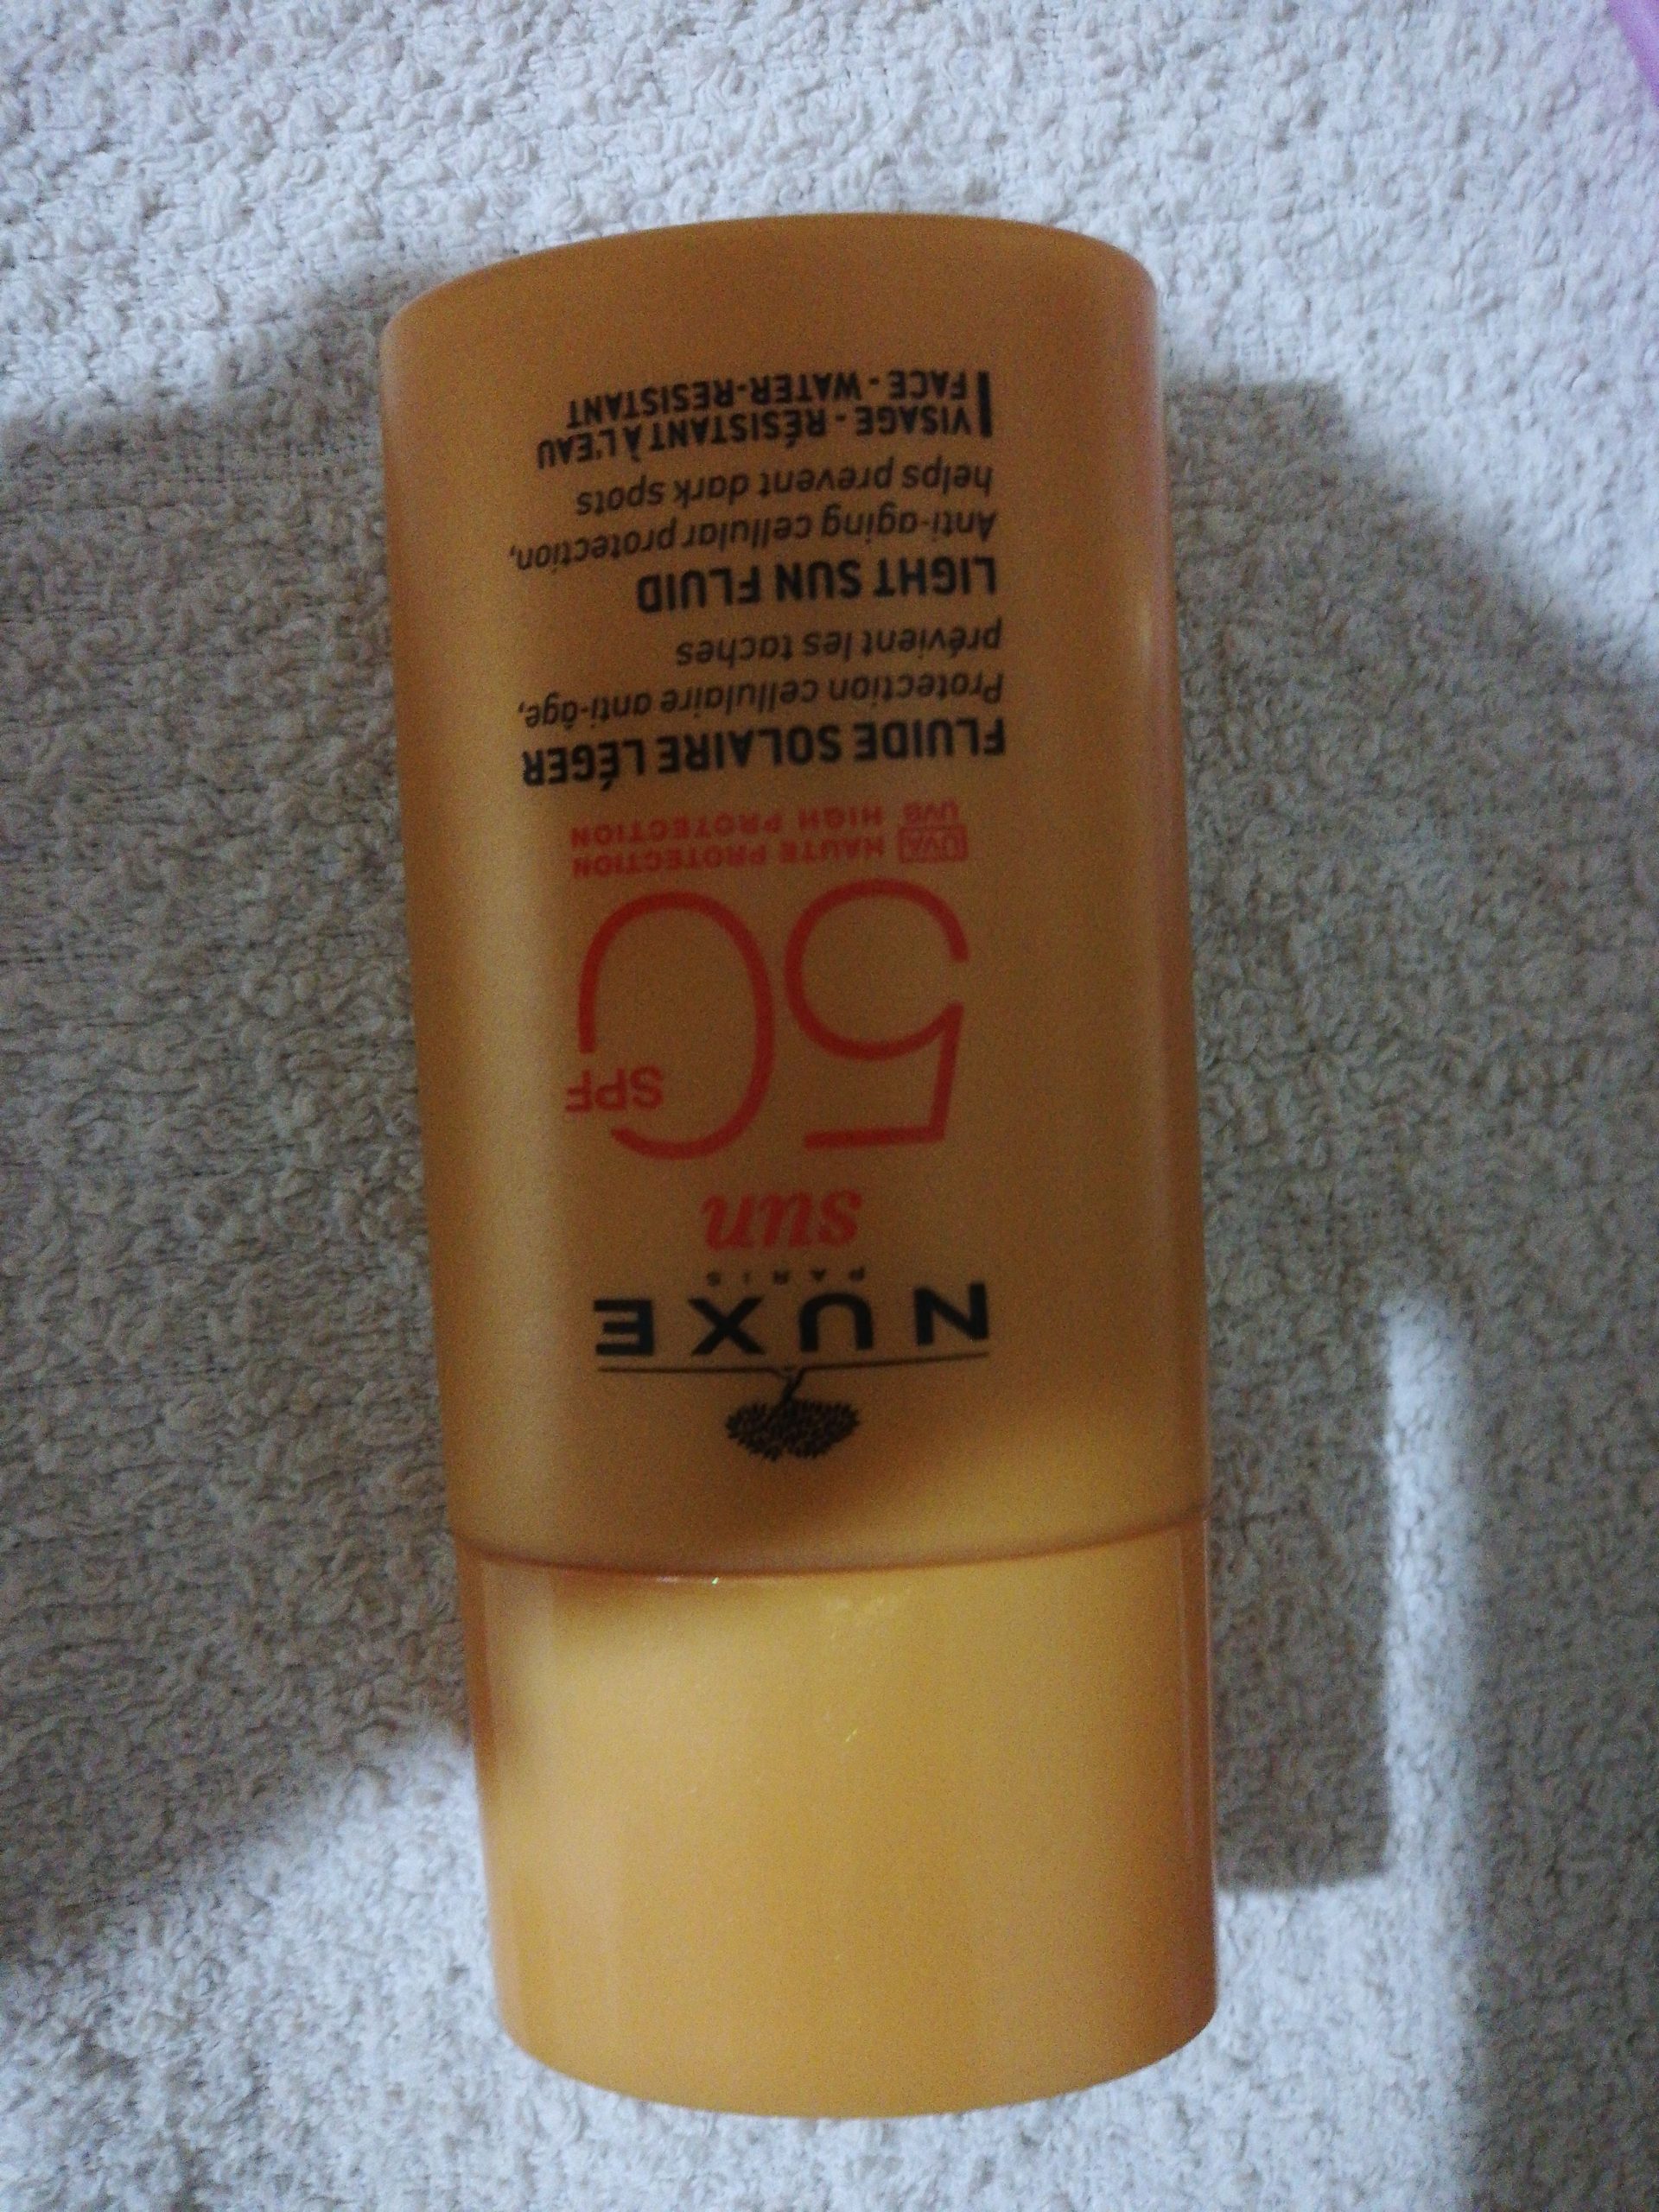 NUXE
PARIS
sun
50 SPF
UVA HAUTE PROTECTION
UVB HIGH PROTECTION
FLUIDE SOLAIRE LÉGER
Protection cellulaire anti-âge,
prévient les taches
LIGHT SUN FLUID
Anti-aging cellular protection,
helps prevent dark spots
VISAGE - RÉSISTANT À L'EAU
FACE - WATER-RESISTANT